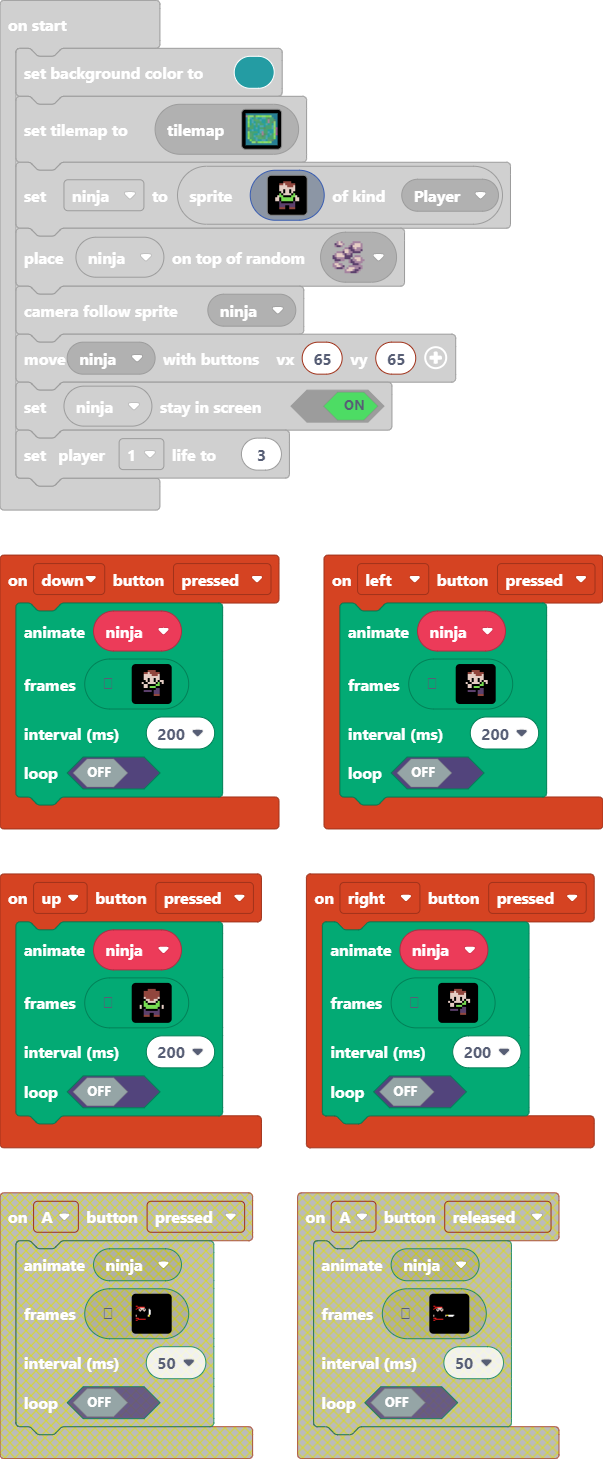 on start
set background color to
set tilemap to tilemap
set ninja to sprite of kind Player
place ninja on top of random
camera follow sprite ninja
move ninja with buttons vx 65 vy 65
set ninja stay in screen ON
set player 1 life to 3
on down button pressed
animate ninja
frames
interval (ms) 200
loop OFF
on left button pressed
animate ninja
frames
interval (ms) 200
loop OFF
on up button pressed
animate ninja
frames
interval (ms) 200
loop OFF
on right button pressed
animate ninja
frames
interval (ms) 200
loop OFF
on A button pressed
animate ninja
frames
interval (ms) 50
loop OFF
on A button released
animate ninja
frames
interval (ms) 50
loop OFF